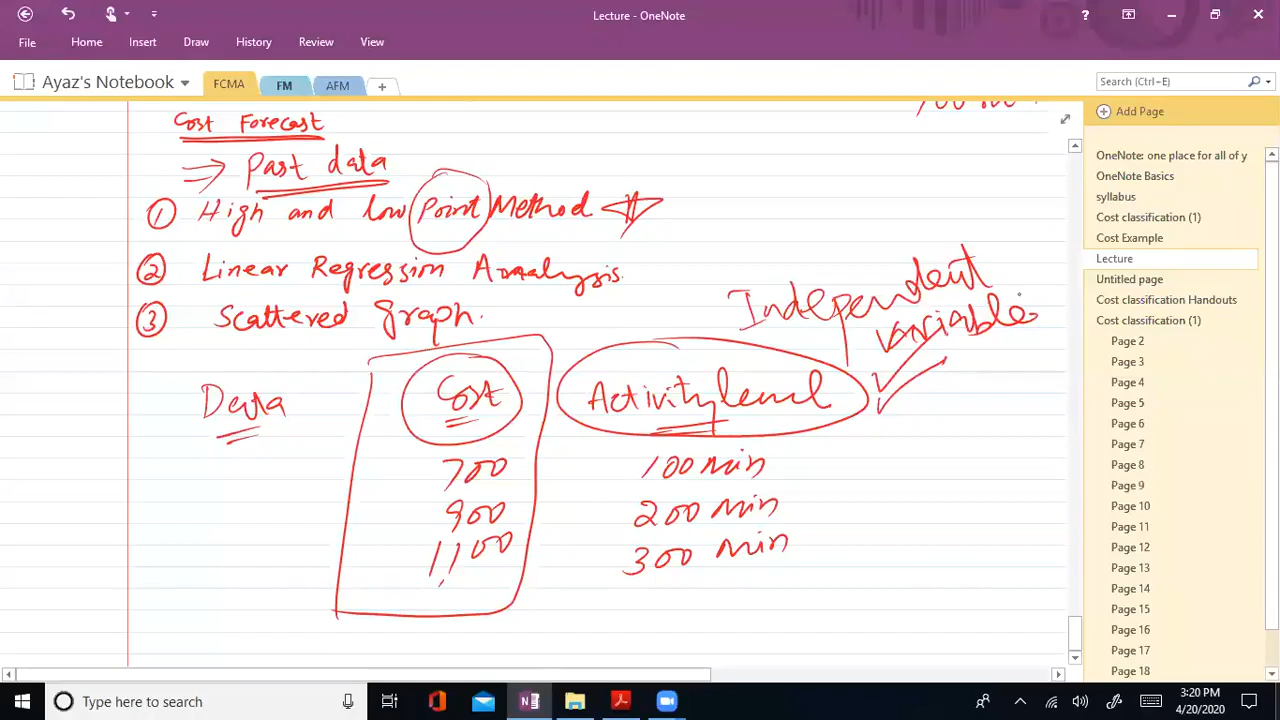 Lecture - OneNote
?
File Home Insert Draw History Review View
Ayaz's Notebook FCMA FM AFM +
Search (Ctrl+E)
Add Page
OneNote: one place for all of y
OneNote Basics
syllabus
Cost classification (1)
Cost Example
Lecture
Untitled page
Cost classification Handouts
Cost classification (1)
Page 2
Page 3
Page 4
Page 5
Page 6
Page 7
Page 8
Page 9
Page 10
Page 11
Page 12
Page 13
Page 14
Page 15
Page 16
Page 17
Page 18
Cost Forecast
⇒ Past data
① High and low Point Method
② Linear Regression Analysis.
③ Scattered Graph.
Independent
variable
Data Cost Activity level
700 100 min
900 200 min
1100 300 min
Type here to search
3:20 PM
4/20/2020